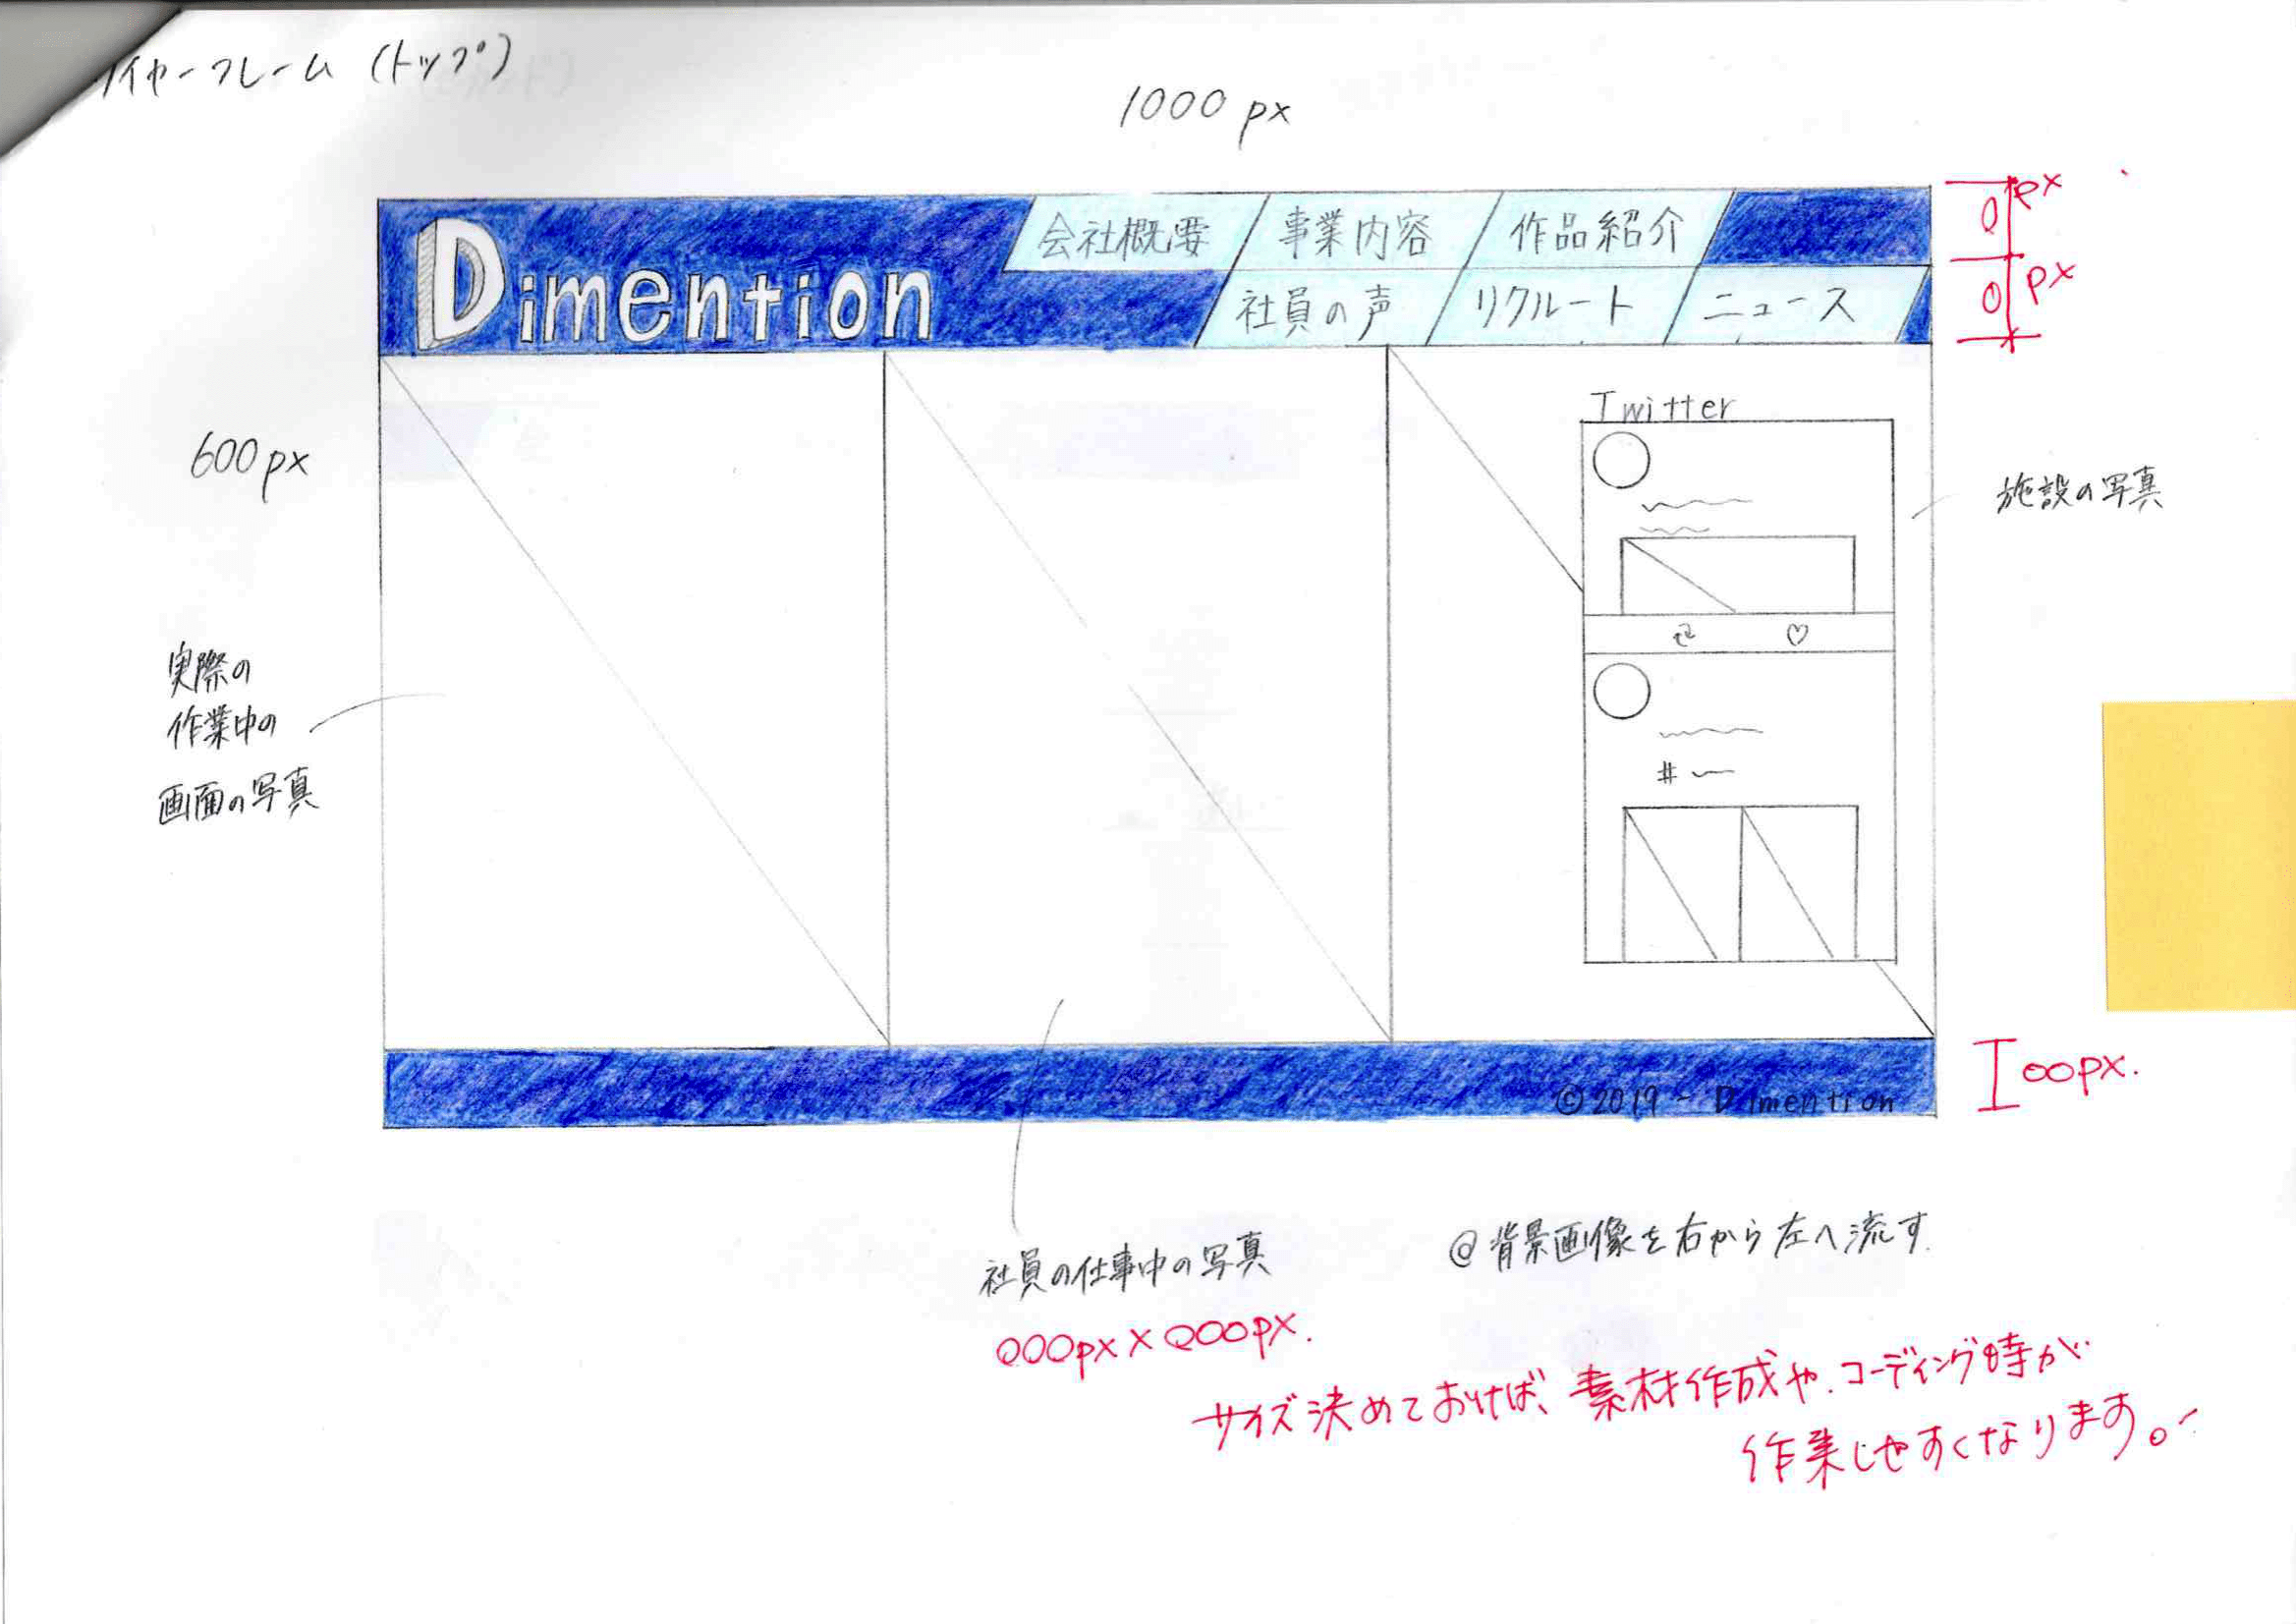 イヤーフレーム (トップ)
1000 px
Dimention
会社概要
事業内容
作品紹介
社員の声
リクルート
ニュース
0px
0px
600px
Twitter
施設の写真
実際の
作業中の
画面の写真
#
© 2019 - Dimention
00px.
社員の仕事中の写真
@背景画像を右から左へ流す.
000px×000px.
サイズ決めておけば、素材作成や、コーディング時が
作業しやすくなります。